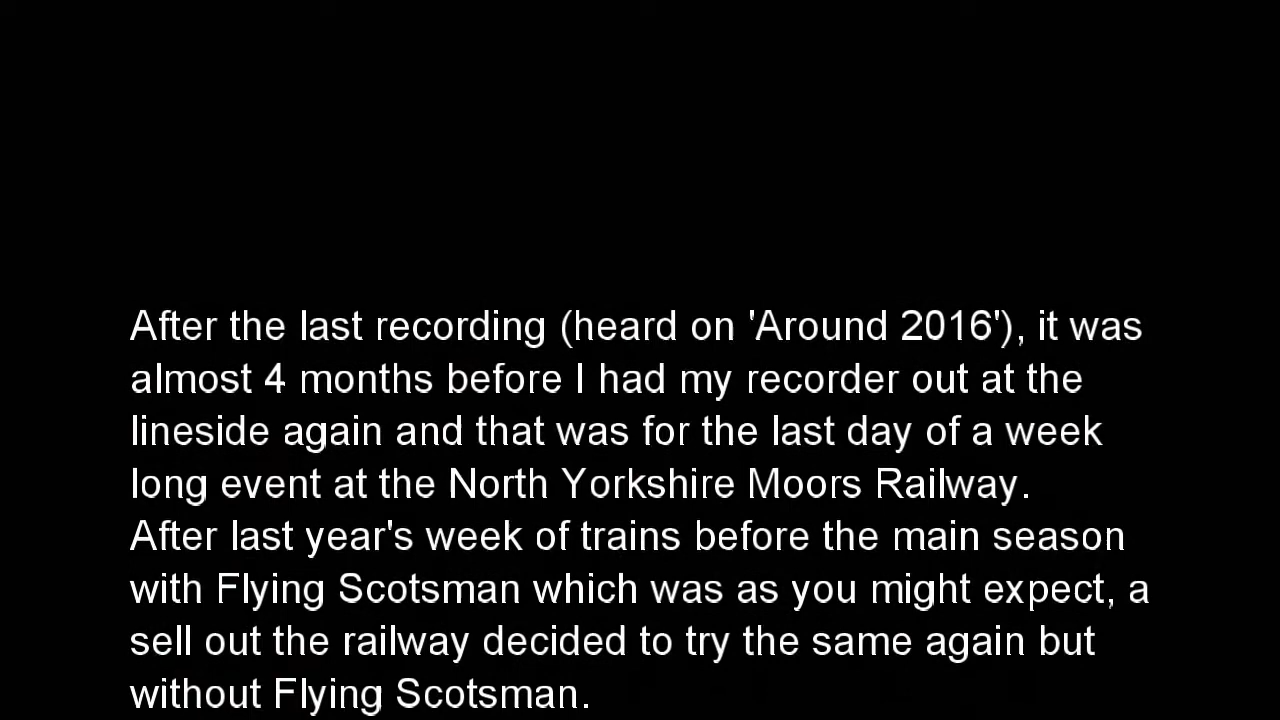 After the last recording (heard on 'Around 2016'), it was
almost 4 months before I had my recorder out at the
lineside again and that was for the last day of a week
long event at the North Yorkshire Moors Railway.
After last year's week of trains before the main season
with Flying Scotsman which was as you might expect, a
sell out the railway decided to try the same again but
without Flying Scotsman.